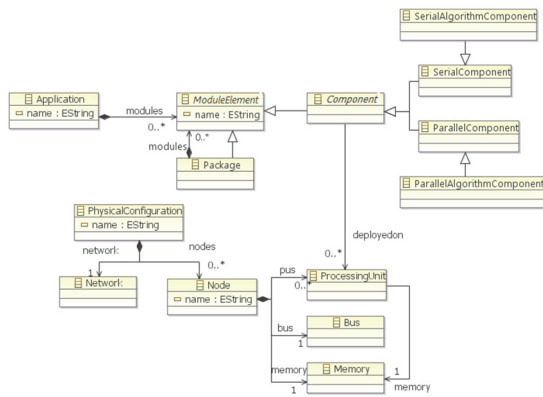 SerialAlgorithmComponent
SerialComponent
Application
name : EString
modules
0..*
ModuleElement
name : EString
Component
ParallelComponent
modules
0..*
Package
ParallelAlgorithmComponent
PhysicalConfiguration
name : EString
deployedon
0..*
network:
nodes
1
0..*
Network:
Node
name : EString
pus
0..*
ProcessingUnit
bus
1
Bus
memory
1
Memory
1
memory